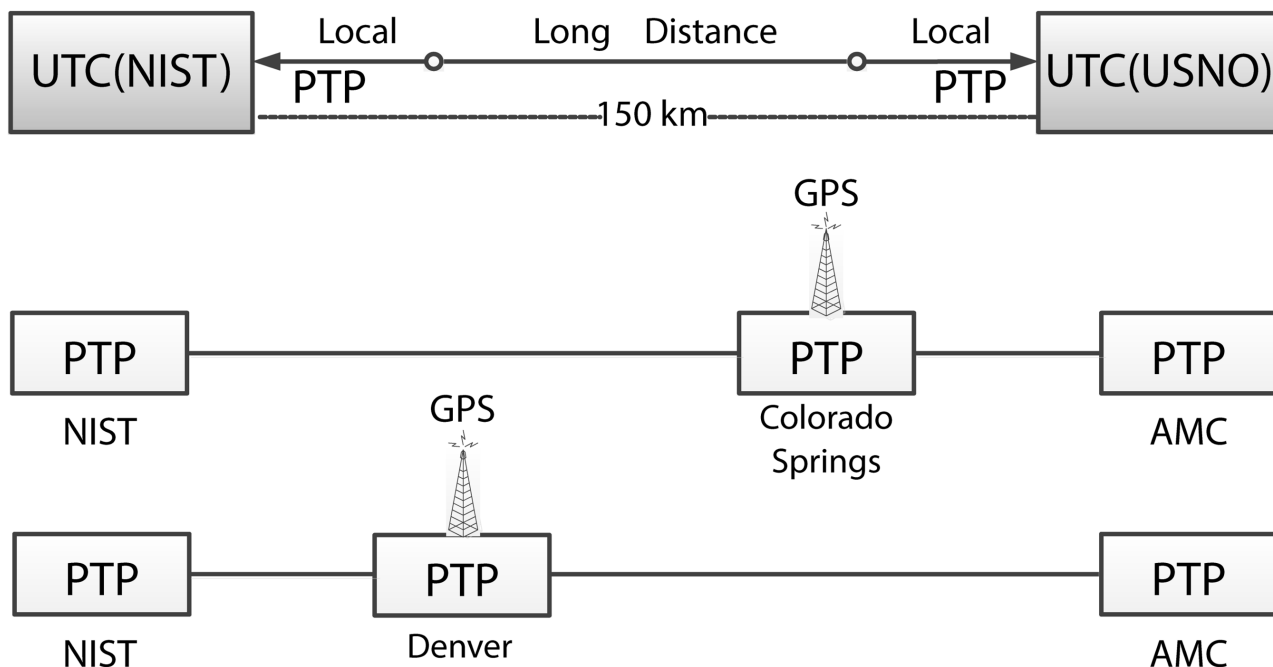 Local Long Distance Local
UTC(NIST) UTC(USNO)
PTP PTP
150 km
GPS
PTP PTP PTP
NIST Colorado AMC
Springs
GPS
PTP PTP PTP
NIST Denver AMC